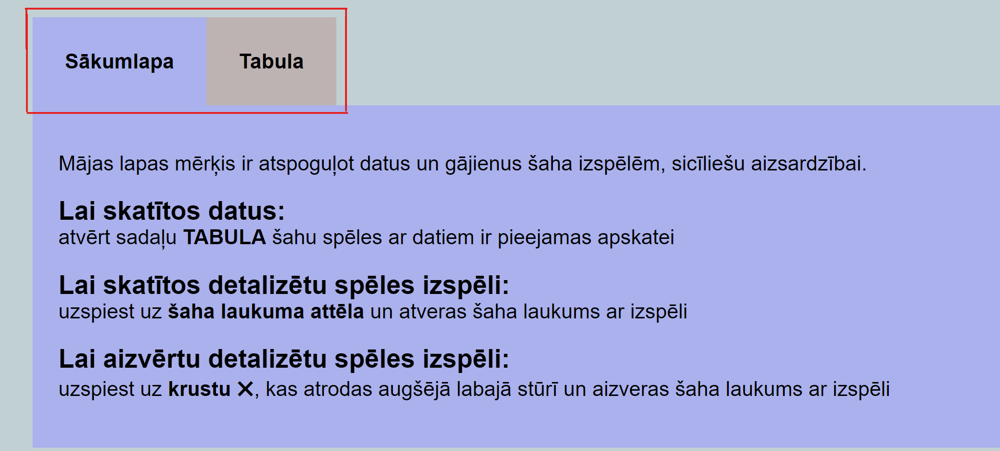 Sākumlapa Tabula
Mājas lapas mērķis ir atspoguļot datus un gājienus šaha izspēlēm, sicīliešu aizsardzībai.
Lai skatītos datus:
atvērt sadaļu TABULA šahu spēles ar datiem ir pieejamas apskatei
Lai skatītos detalizētu spēles izspēli:
uzspiest uz šaha laukuma attēla un atveras šaha laukums ar izspēli
Lai aizvērtu detalizētu spēles izspēli:
uzspiest uz krustu ✕, kas atrodas augšējā labajā stūrī un aizveras šaha laukums ar izspēli